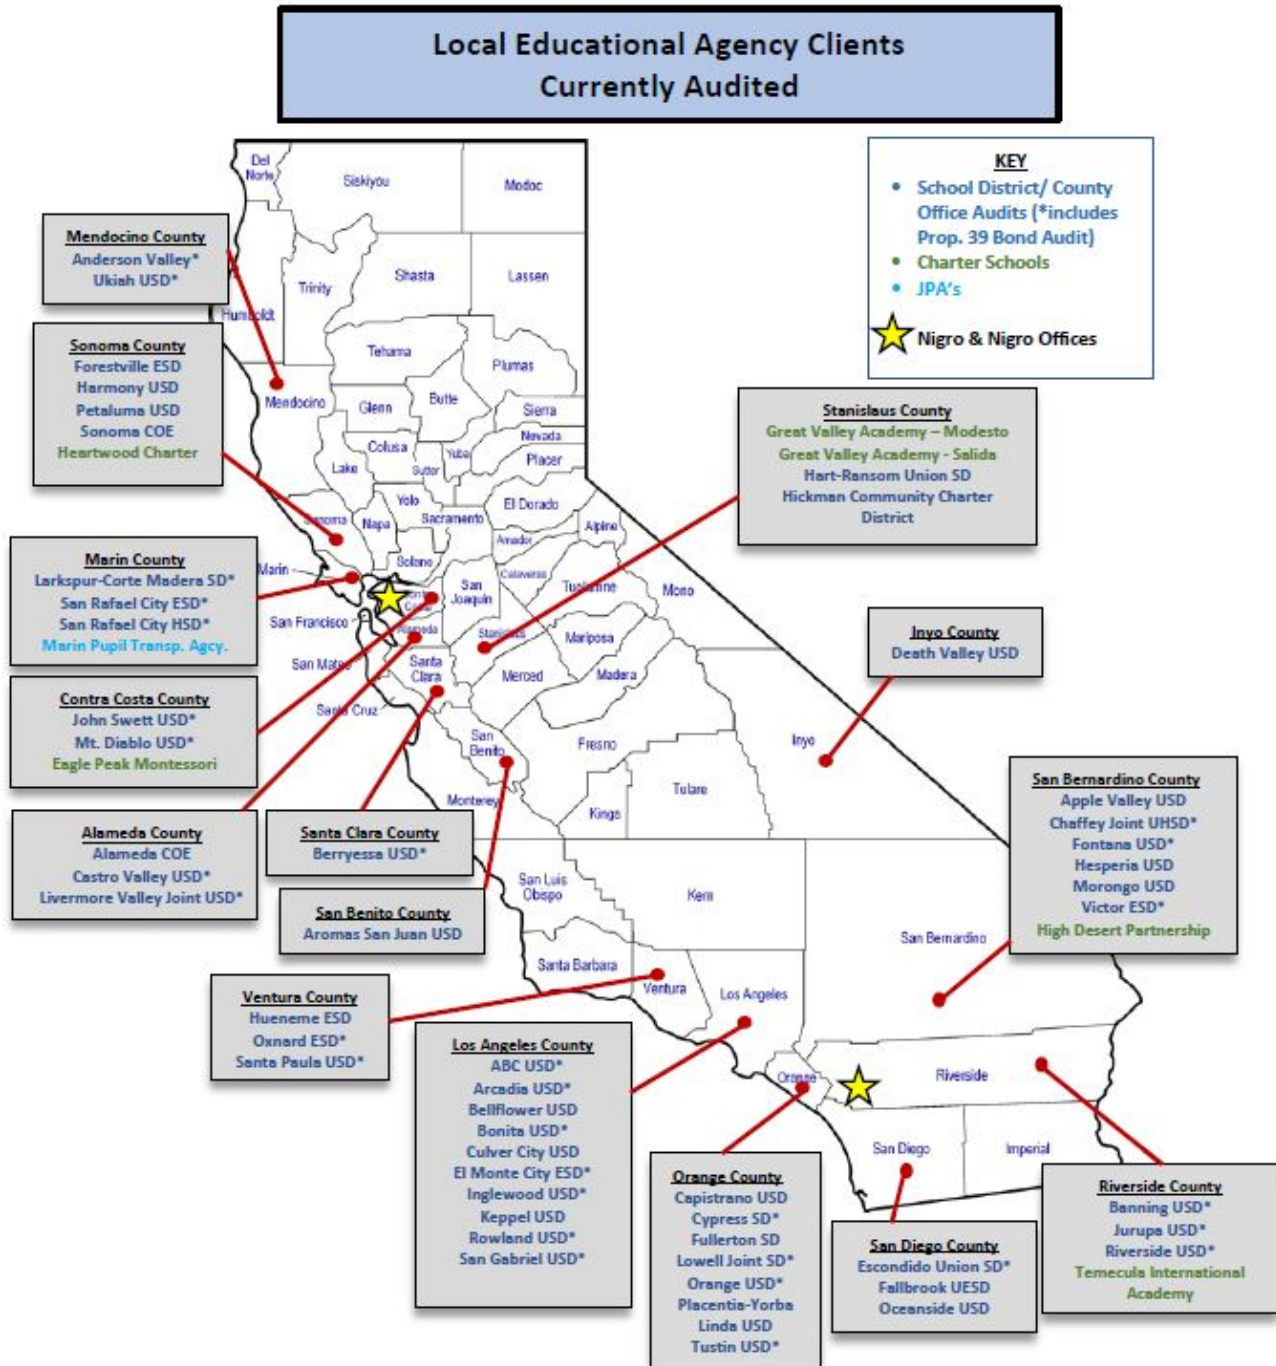 Local Educational Agency Clients
Currently Audited
KEY
• School District/ County
Office Audits (*includes
Prop. 39 Bond Audit)
• Charter Schools
• JPA's
Nigro & Nigro Offices
Mendocino County
Anderson Valley*
Ukiah USD*
Sonoma County
Forestville ESD
Harmony USD
Petaluma USD
Sonoma COE
Heartwood Charter
Marin County
Larkspur-Corte Madera SD*
San Rafael City ESD*
San Rafael City HSD*
Marin Pupil Transp. Agcy.
Contra Costa County
John Swett USD*
Mt. Diablo USD*
Eagle Peak Montessori
Alameda County
Alameda COE
Castro Valley USD*
Livermore Valley Joint USD*
Santa Clara County
Berryessa USD*
San Benito County
Aromas San Juan USD
Ventura County
Hueneme ESD
Oxnard ESD*
Santa Paula USD*
Los Angeles County
ABC USD*
Arcadia USD*
Bellflower USD
Bonita USD*
Culver City USD
El Monte City ESD*
Inglewood USD*
Keppel USD
Rowland USD*
San Gabriel USD*
Orange County
Capistrano USD
Cypress SD*
Fullerton SD
Lowell Joint SD*
Orange USD*
Placentia-Yorba
Linda USD
Tustin USD*
San Diego County
Escondido Union SD*
Fallbrook UESD
Oceanside USD
Riverside County
Banning USD*
Jurupa USD*
Riverside USD*
Temecula International
Academy
San Bernardino County
Apple Valley USD
Chaffey Joint UHSD*
Fontana USD*
Hesperia USD
Morongo USD
Victor ESD*
High Desert Partnership
Inyo County
Death Valley USD
Stanislaus County
Great Valley Academy – Modesto
Great Valley Academy - Salida
Hart-Ransom Union SD
Hickman Community Charter
District
Del
Norte
Siskiyou
Modoc
Trinity
Shasta
Lassen
Humboldt
Tehama
Plumas
Mendocino
Glenn
Butte
Sierra
Nevada
Colusa
Yuba
Placer
Lake
Sutter
Yolo
El Dorado
Sonoma
Napa
Sacramento
Alpine
Amador
Solano
Calaveras
Marin
San
Joaquin
Tuolumne
Mono
San Francisco
Alameda
Stanislaus
Mariposa
San Mateo
Santa
Clara
Merced
Madera
Santa Cruz
San
Benito
Fresno
Inyo
Monterey
Kings
Tulare
San Luis
Obispo
Kern
San Bernardino
Santa Barbara
Ventura
Los Angeles
Orange
Riverside
San Diego
Imperial